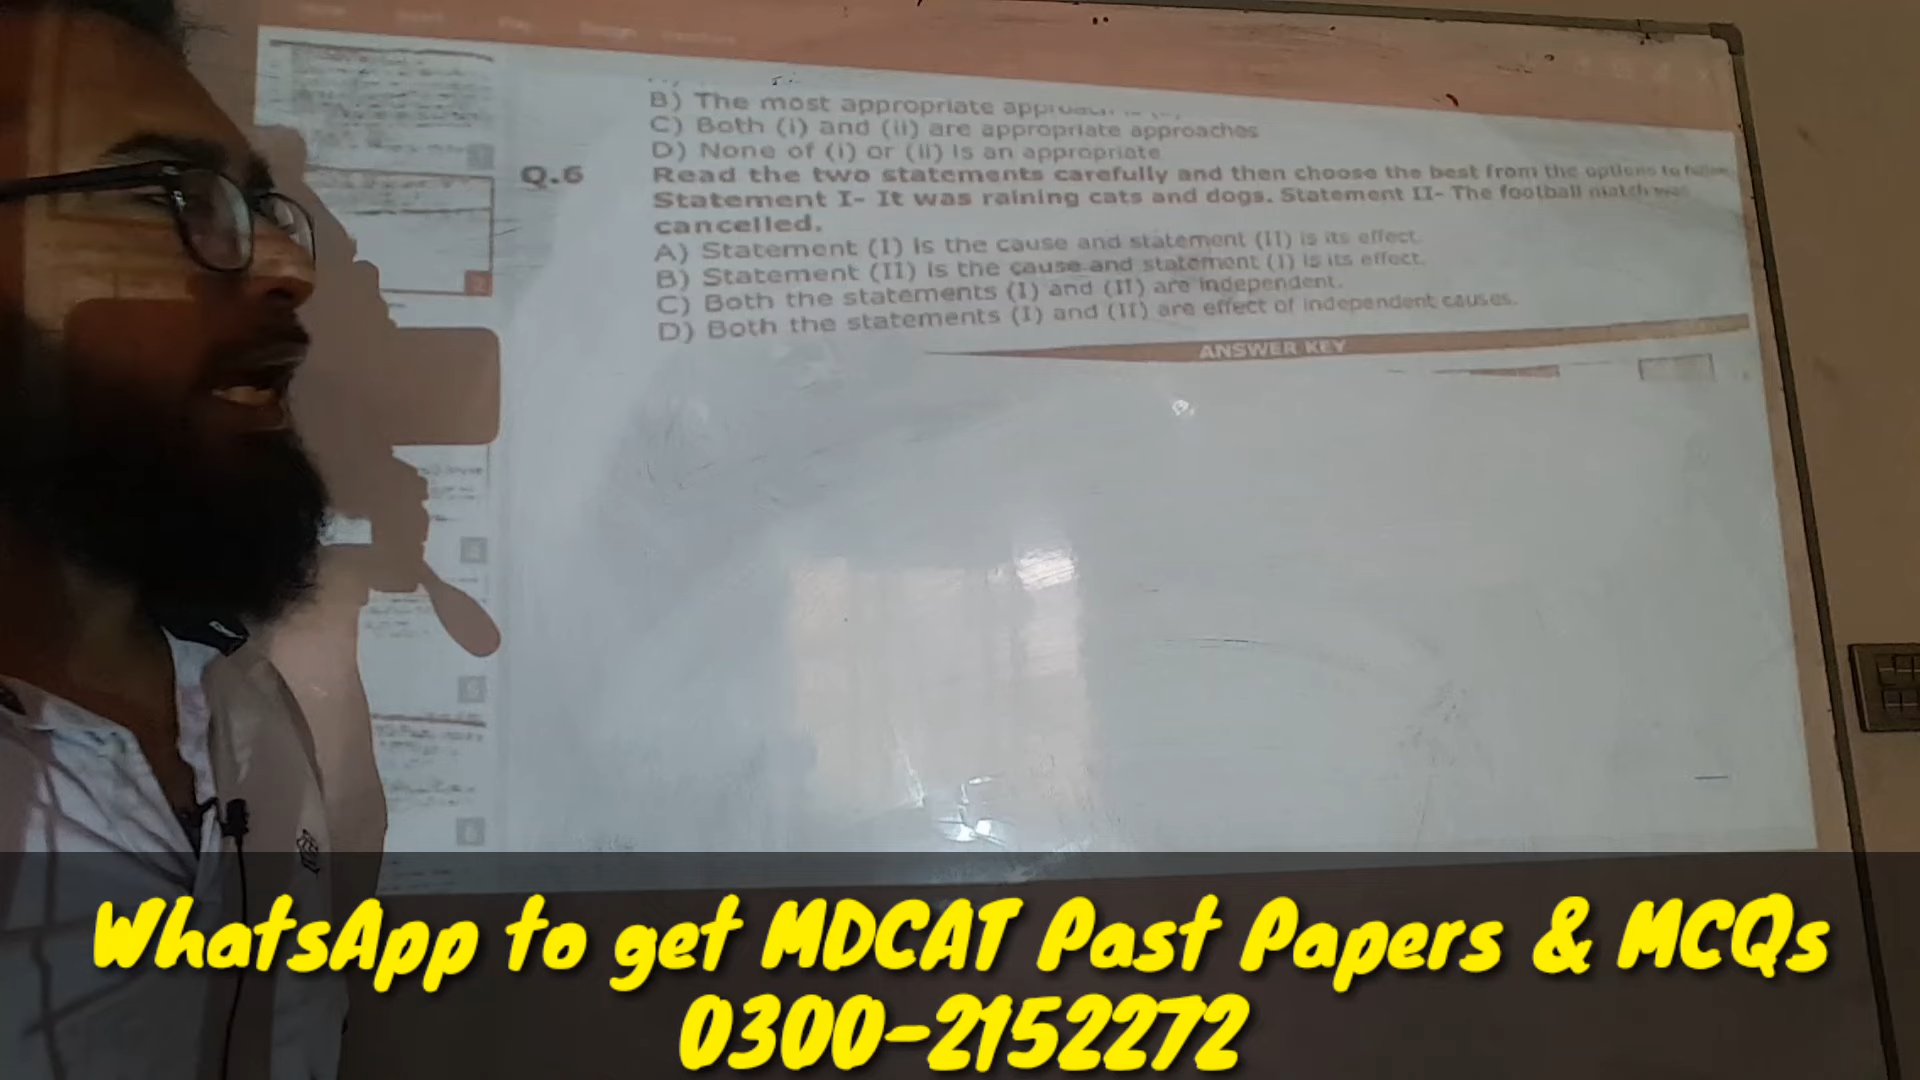 B) The most appropriate
C) Both (i) and (ii) are appropriate approaches
D) None of (i) or (ii) is an appropriate
Q.6 Read the two statements carefully and then choose the best from the options to follow
Statement I- It was raining cats and dogs. Statement II- The football match was
cancelled.
A) Statement (I) is the cause and statement (II) is its effect.
B) Statement (II) is the cause and statement (I) is its effect.
C) Both the statements (I) and (II) are independent.
D) Both the statements (I) and (II) are effect of independent causes.
ANSWER KEY
WhatsApp to get MDCAT Past Papers & MCQs
0300-2152272